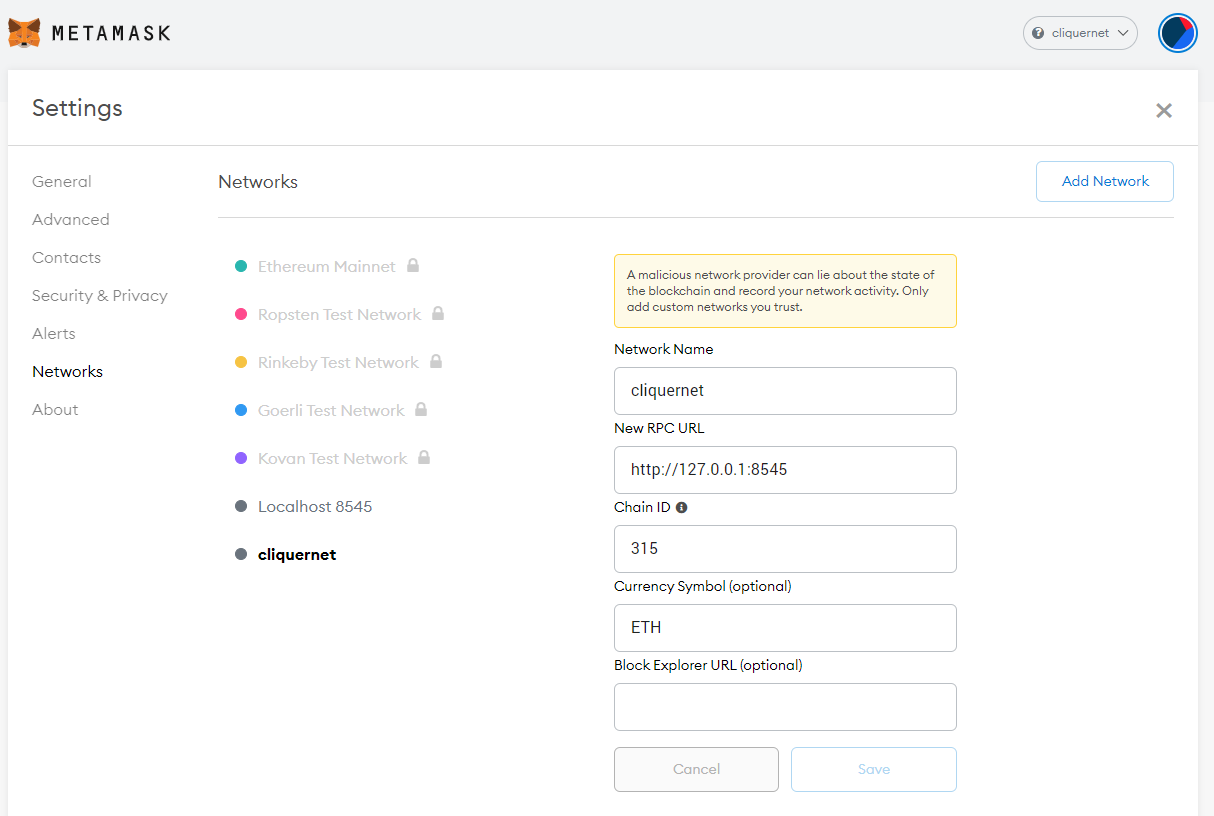 METAMASK
cliquernet
Settings
General
Advanced
Contacts
Security & Privacy
Alerts
Networks
About
Networks
Add Network
Ethereum Mainnet
Ropsten Test Network
Rinkeby Test Network
Goerli Test Network
Kovan Test Network
Localhost 8545
cliquernet
A malicious network provider can lie about the state of
the blockchain and record your network activity. Only
add custom networks you trust.
Network Name
cliquernet
New RPC URL
http://127.0.0.1:8545
Chain ID
315
Currency Symbol (optional)
ETH
Block Explorer URL (optional)
Cancel
Save